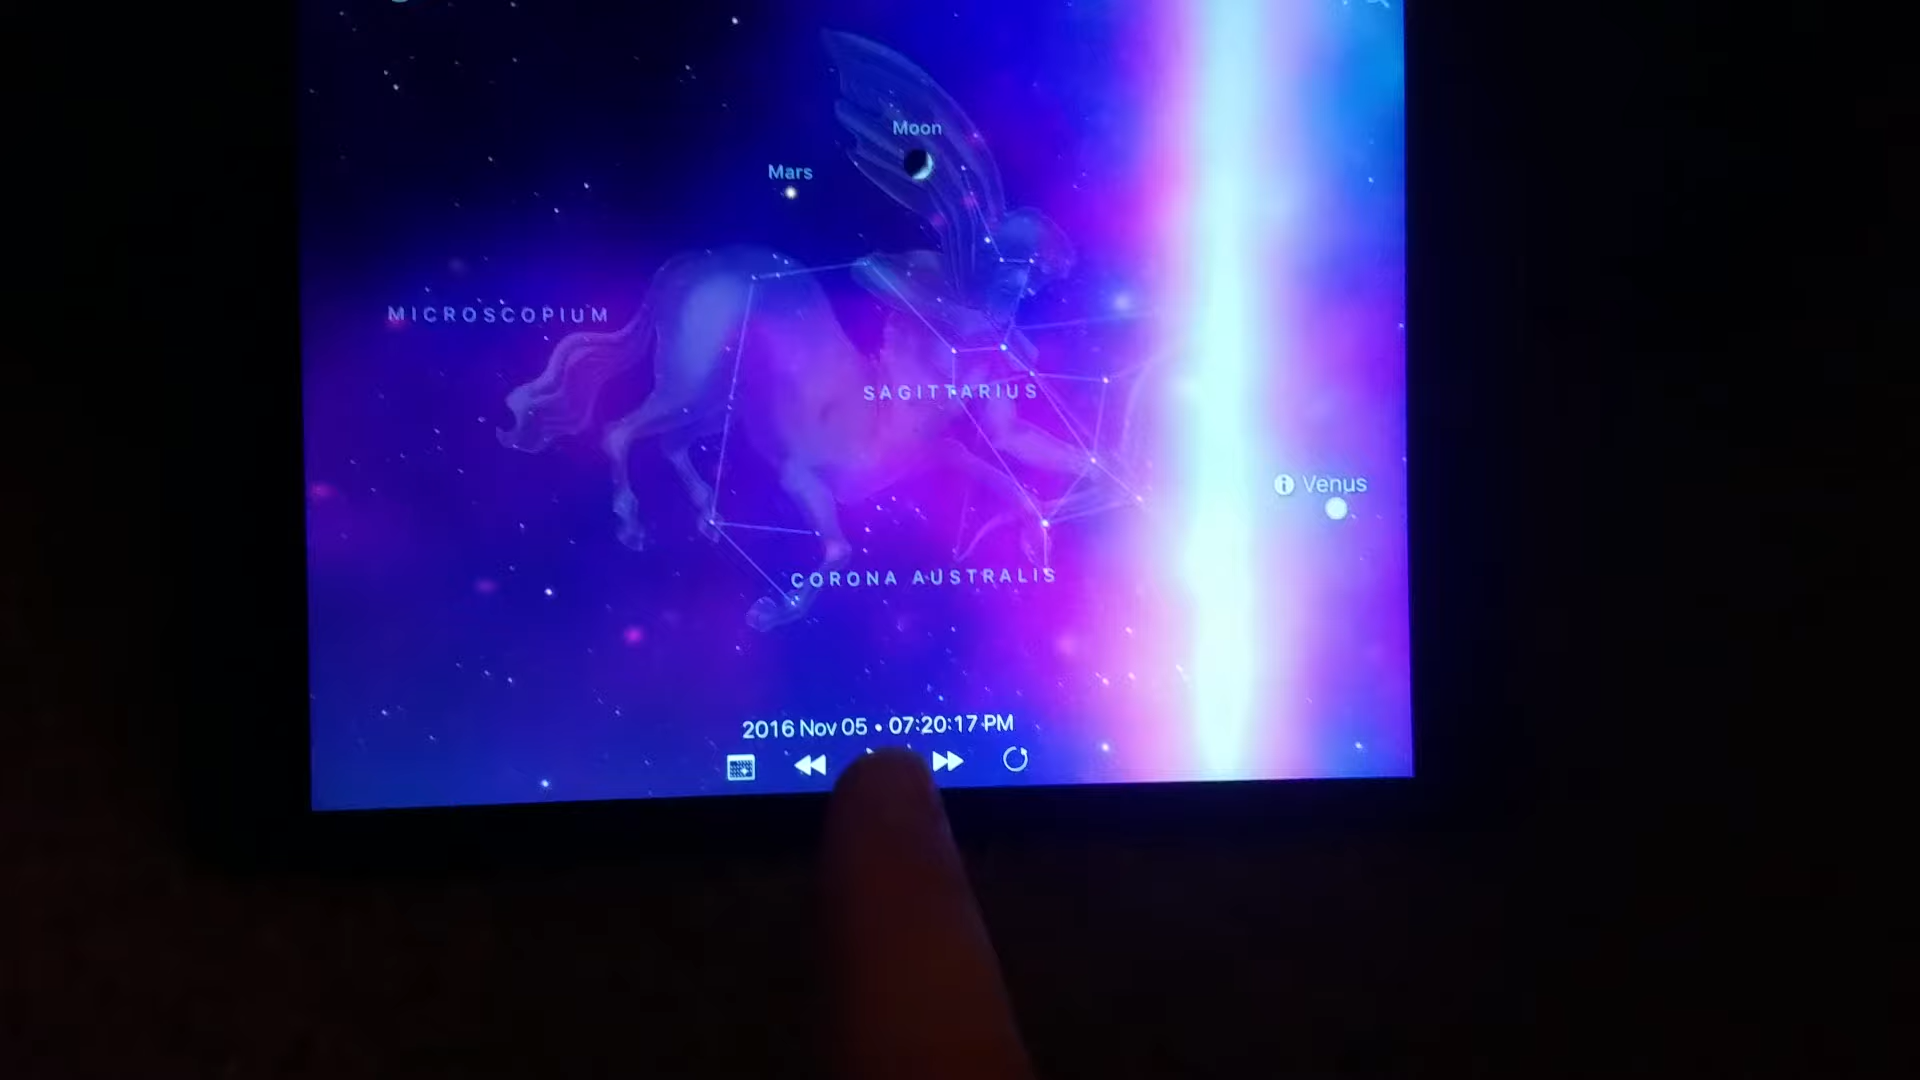 Moon
Mars
MICROSCOPIUM
SAGITTARIUS
Venus
CORONA AUSTRALIS
2016 Nov 05 • 07:20:17 PM